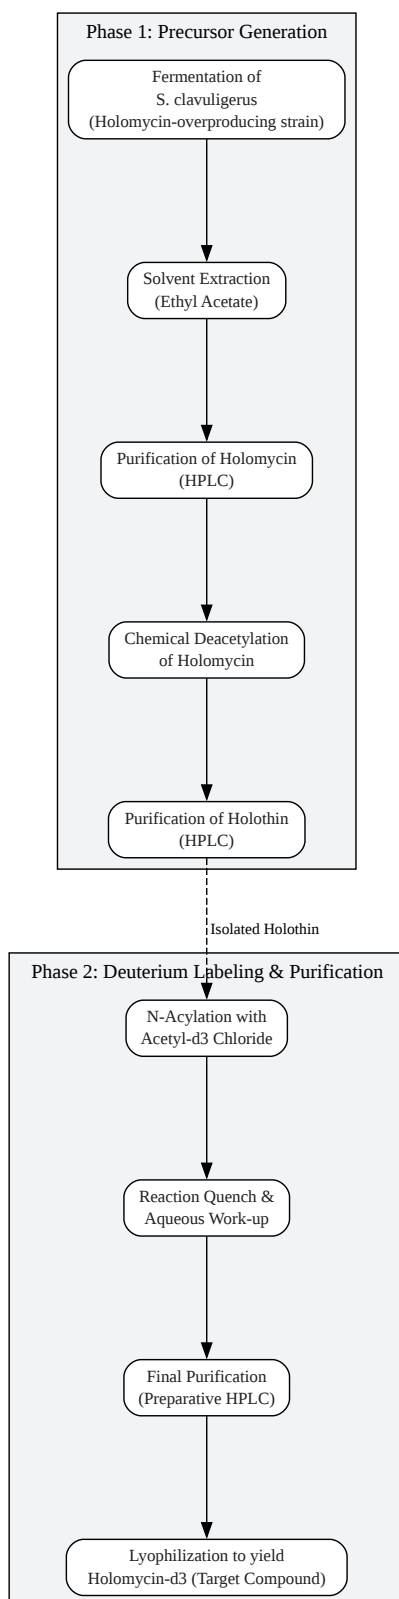 Phase 1: Precursor Generation
Fermentation of
S. clavuligerus
(Holomycin-overproducing strain)
Solvent Extraction
(Ethyl Acetate)
Purification of Holomycin
(HPLC)
Chemical Deacetylation
of Holomycin
Purification of Holothin
(HPLC)
Isolated Holothin
Phase 2: Deuterium Labeling & Purification
N-Acylation with
Acetyl-d3 Chloride
Reaction Quench &
Aqueous Work-up
Final Purification
(Preparative HPLC)
Lyophilization to yield
Holomycin-d3 (Target Compound)